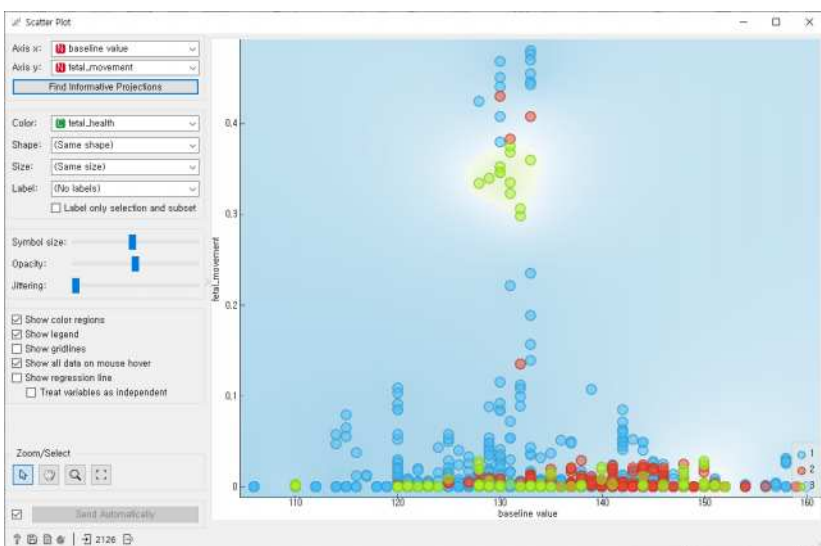 Scatter Plot
Axis x: N baseline value
Axis y: N fetal_movement
Find Informative Projections
Color: C fetal_health
Shape: (Same shape)
Size: (Same size)
Label: (No labels)
Label only selection and subset
Symbol size:
Opacity:
Jittering:
Show color regions
Show legend
Show gridlines
Show all data on mouse hover
Show regression line
Treat variables as independent
Zoom/Select
Send Automatically
2126
fetal_movement
0,4
0,3
0,2
0,1
0
110 120 130 140 150 160
baseline value
1
2
3